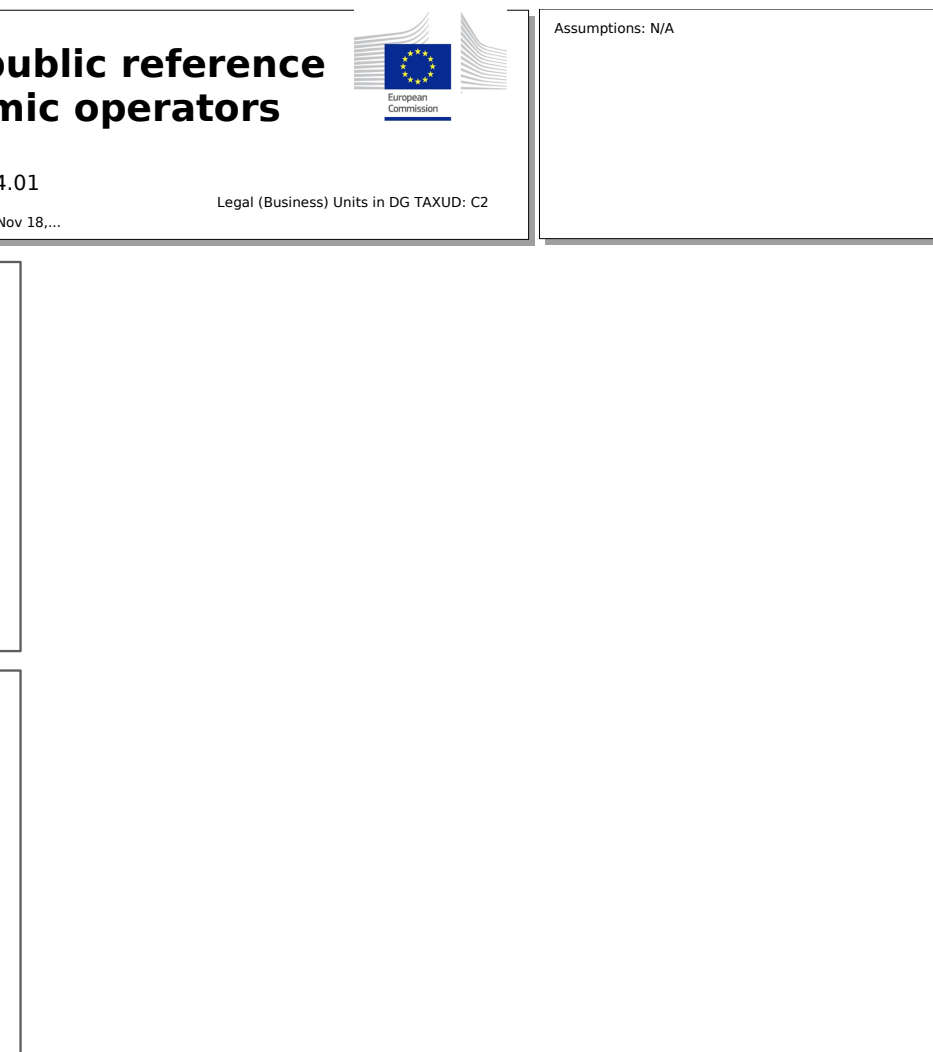 public reference
mic operators
4.01
Nov 18,...
Legal (Business) Units in DG TAXUD: C2
European
Commission
Assumptions: N/A